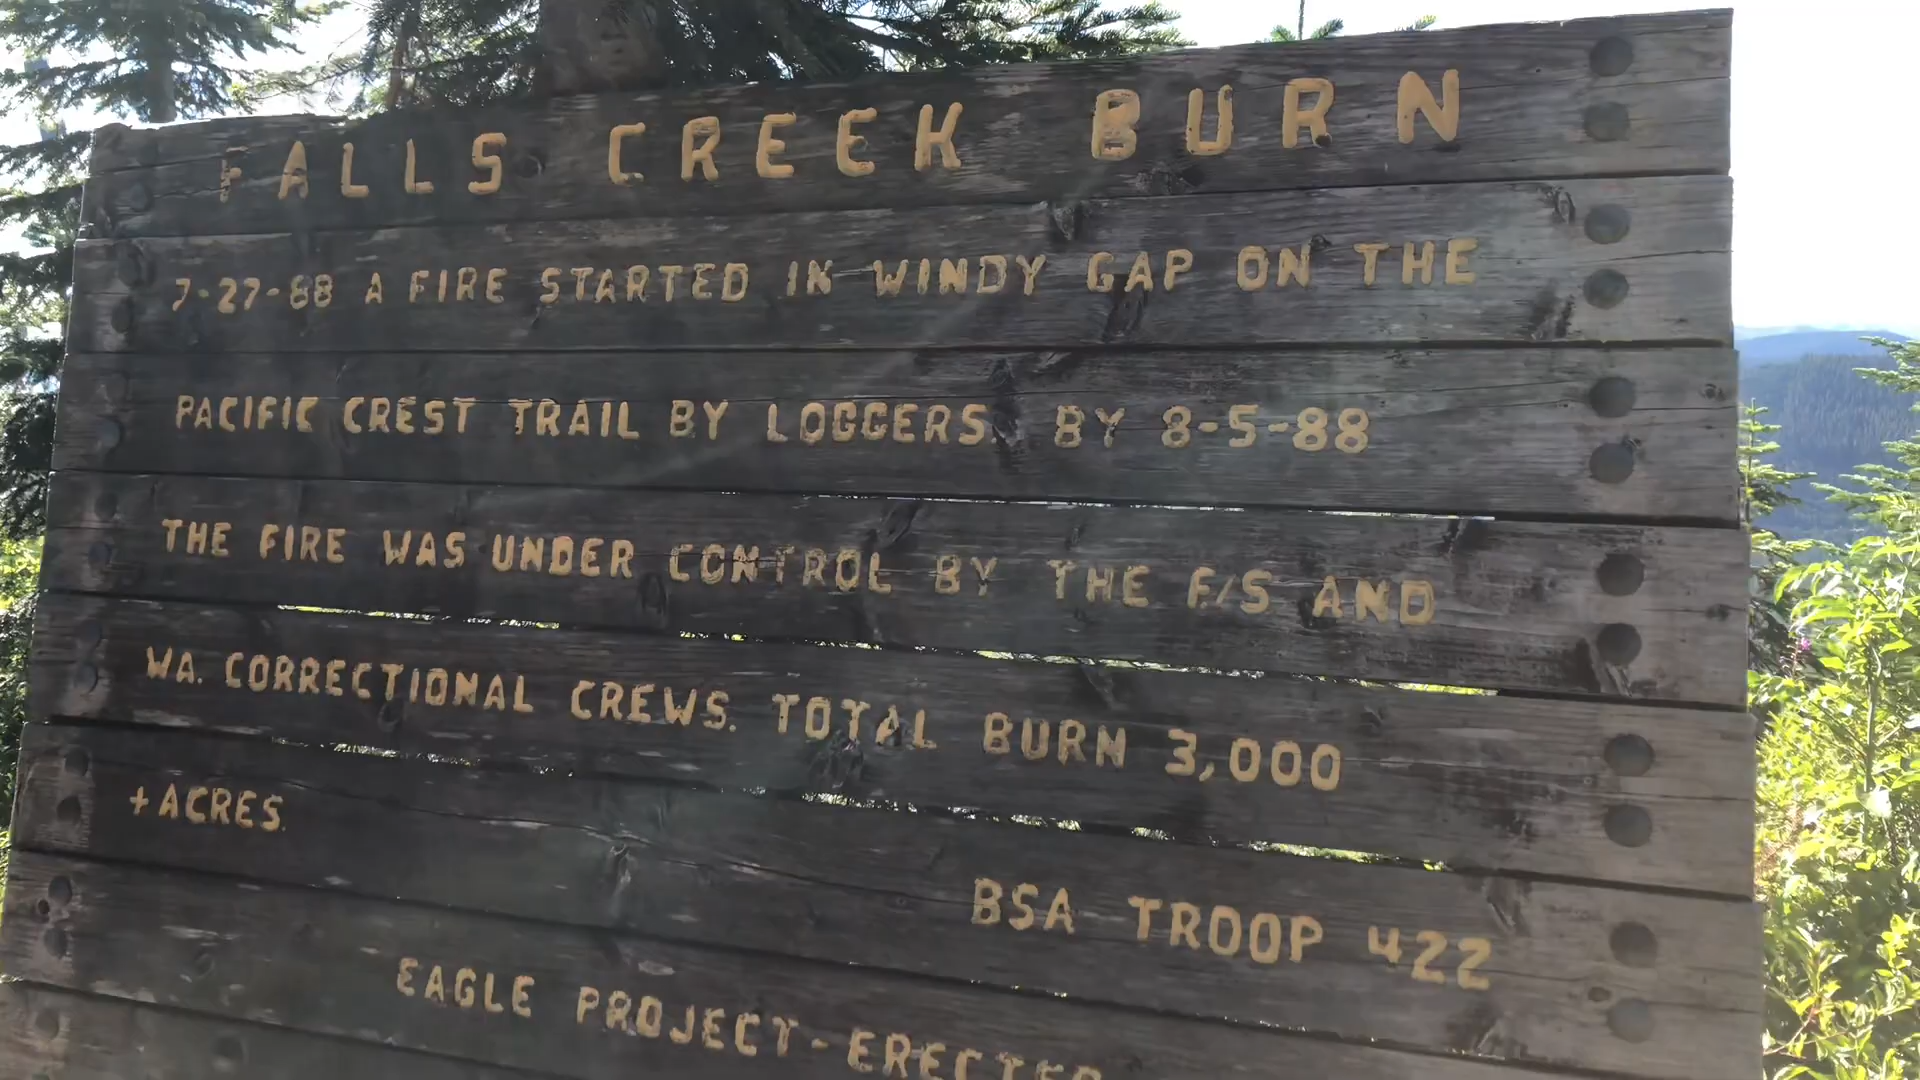 FALLS CREEK BURN
7-27-88 A FIRE STARTED IN WINDY GAP ON THE
PACIFIC CREST TRAIL BY LOGGERS. BY 8-5-88
THE FIRE WAS UNDER CONTROL BY THE F/S AND
WA. CORRECTIONAL CREWS. TOTAL BURN 3,000
+ACRES.
BSA TROOP 422
EAGLE PROJECT-ERECTED